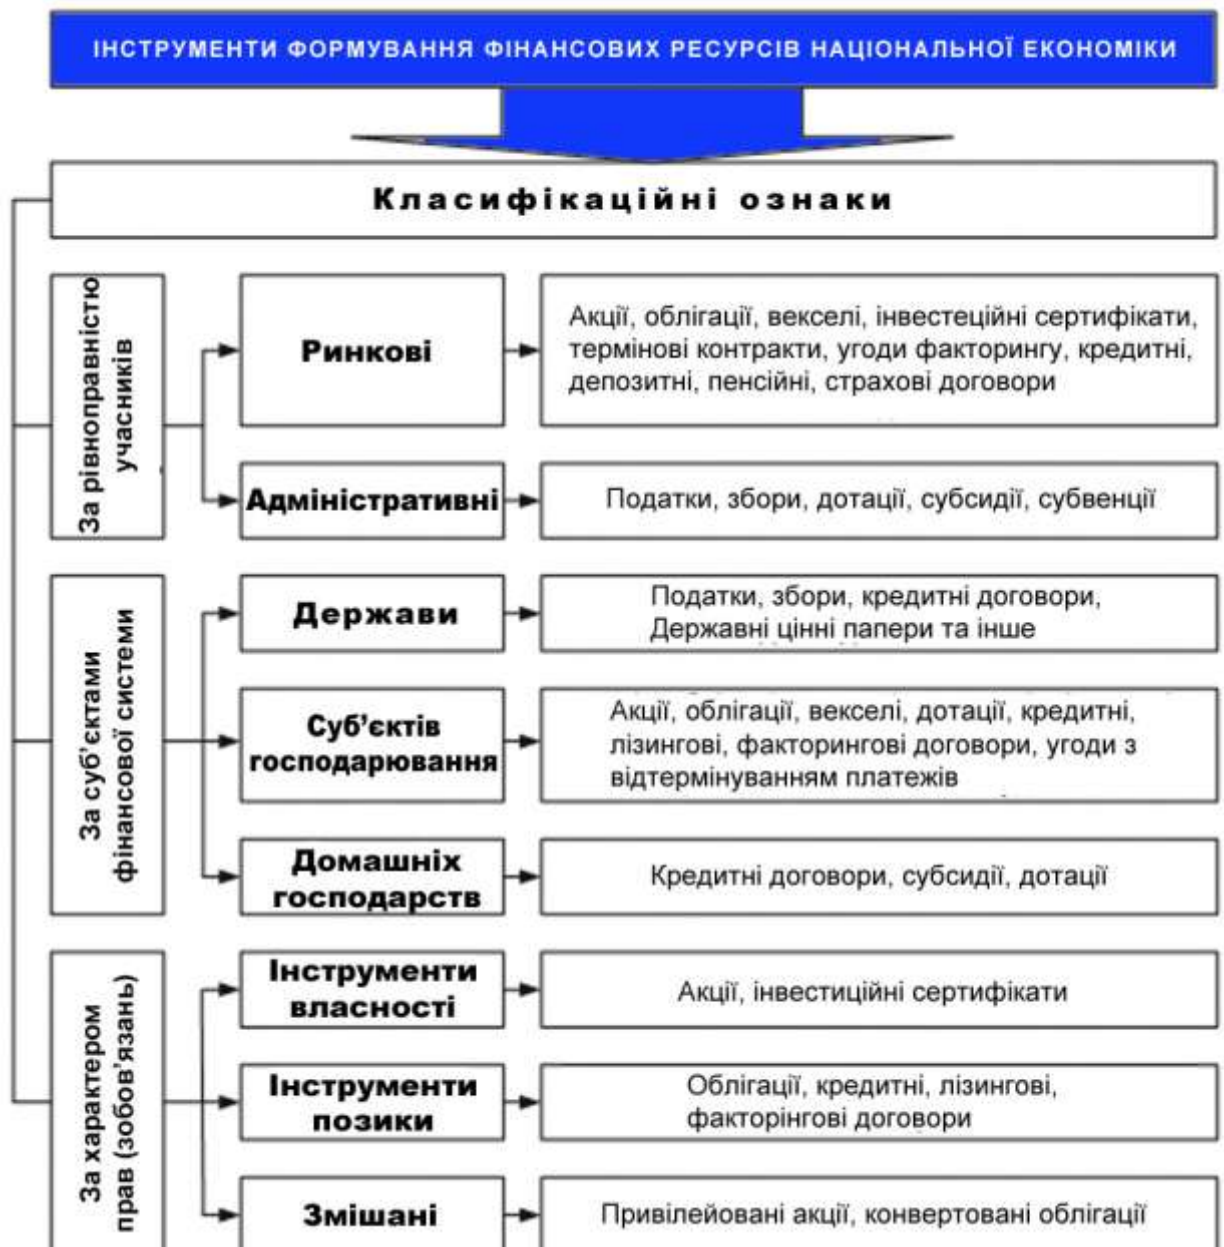 ІНСТРУМЕНТИ ФОРМУВАННЯ ФІНАНСОВИХ РЕСУРСІВ НАЦІОНАЛЬНОЇ ЕКОНОМІКИ
Класифікаційні ознаки
За рівноправністю
учасників
Ринкові
Акції, облігації, векселі, інвестеційні сертифікати,
термінові контракти, угоди факторингу, кредитні,
депозитні, пенсійні, страхові договори
Адміністративні
Податки, збори, дотації, субсидії, субвенції
За суб’єктами
фінансової системи
Держави
Податки, збори, кредитні договори,
Державні цінні папери та інше
Суб’єктів
господарювання
Акції, облігації, векселі, дотації, кредитні,
лізингові, факторингові договори, угоди з
відтермінуванням платежів
Домашніх
господарств
Кредитні договори, субсидії, дотації
За характером
прав (зобов’язань)
Інструменти
власності
Акції, інвестиційні сертифікати
Інструменти
позики
Облігації, кредитні, лізингові,
факторінгові договори
Змішані
Привілейовані акції, конвертовані облігації